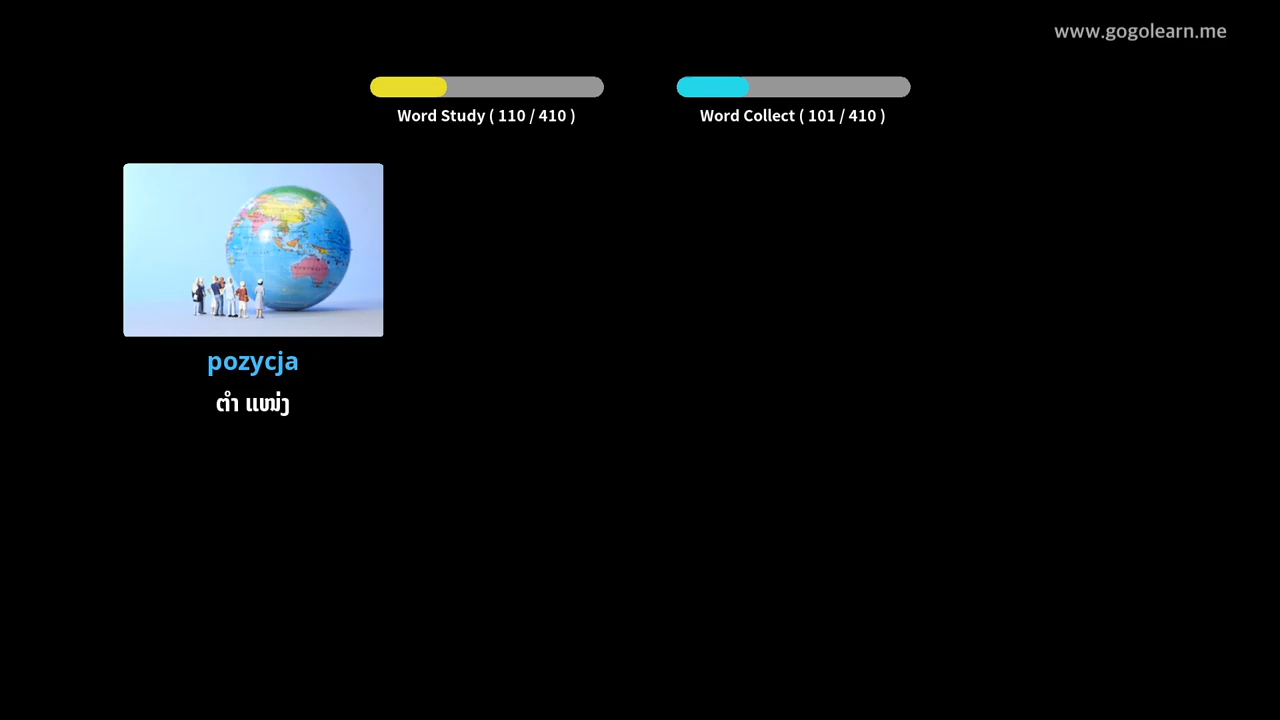 www.gogolearn.me
Word Study ( 110 / 410 )
Word Collect ( 101 / 410 )
pozycja
ຕໍາ ແໜ່ງ